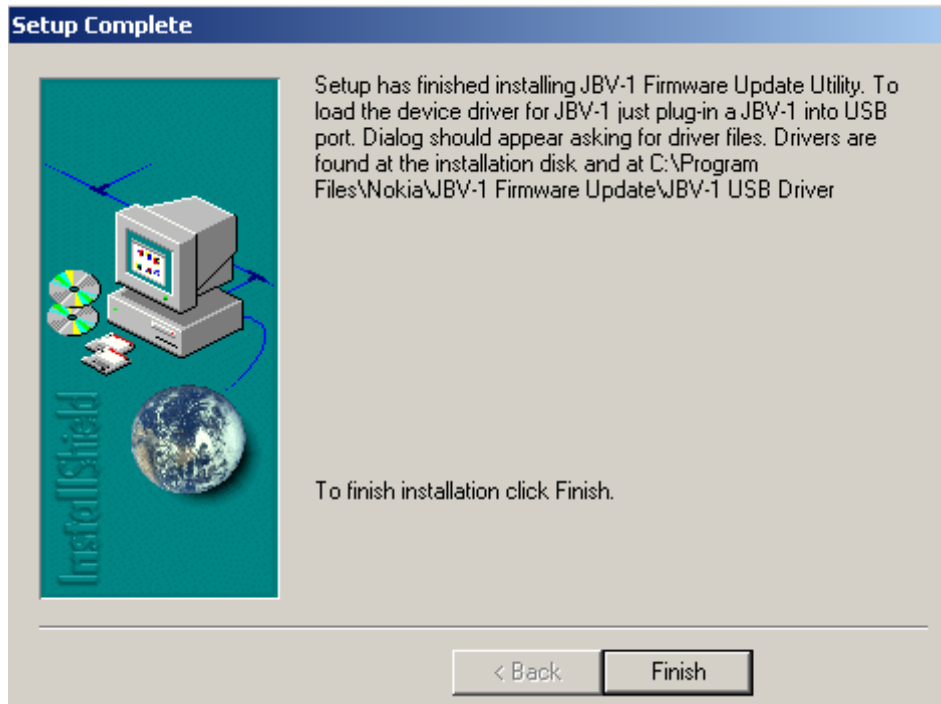 Setup Complete
Setup has finished installing JBV-1 Firmware Update Utility. To
load the device driver for JBV-1 just plug-in a JBV-1 into USB
port. Dialog should appear asking for driver files. Drivers are
found at the installation disk and at C:\Program
Files\Nokia\JBV-1 Firmware Update\JBV-1 USB Driver
InstallShield
To finish installation click Finish.
< Back
Finish